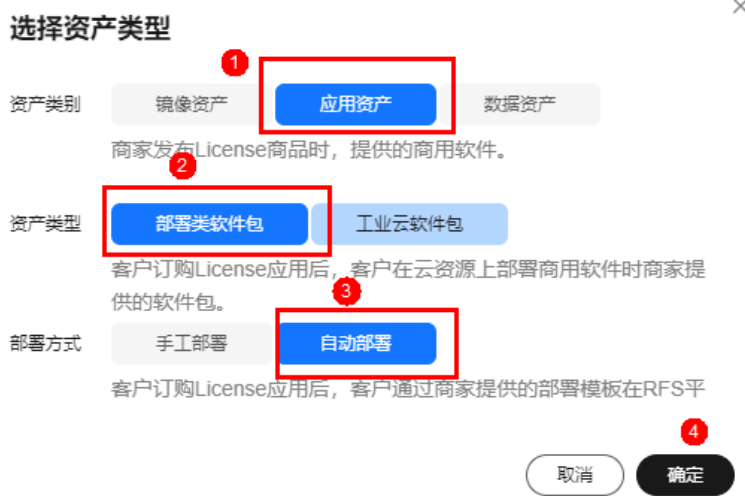 选择资产类型
1
资产类别 镜像资产 应用资产 数据资产
商家发布License商品时，提供的商用软件。
2
资产类型 部署类软件包 工业云软件包
客户订购License应用后，客户在云资源上部署商用软件时商家提
供的软件包。
3
部署方式 手工部署 自动部署
客户订购License应用后，客户通过商家提供的部署模板在RFS平
4
取消 确定